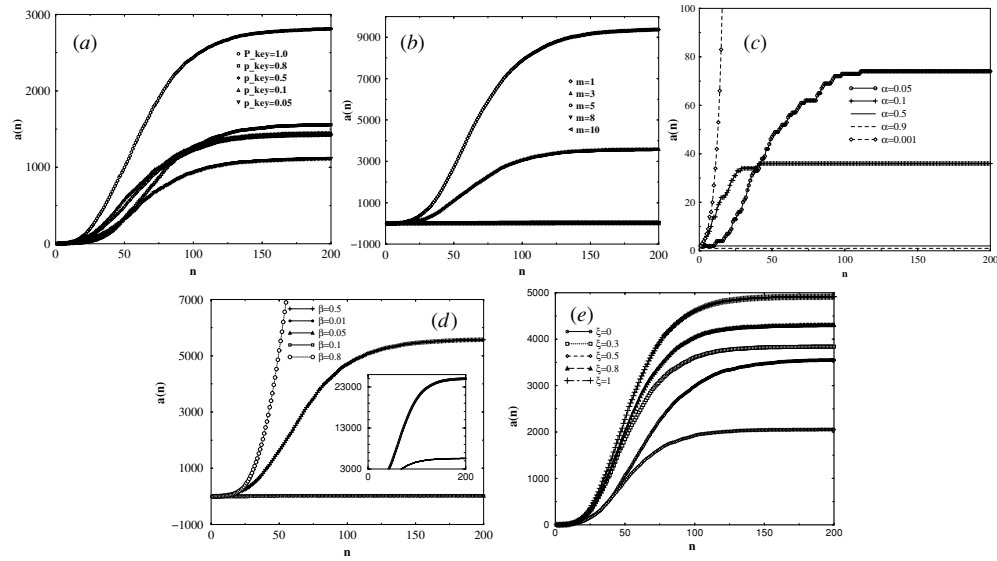 (a)
3000
2000
1000
0
a(n)
P_key=1.0
p_key=0.8
p_key=0.5
p_key=0.1
p_key=0.05
0 50 100 150 200
n
(b)
9000
7000
5000
3000
1000
−1000
a(n)
m=1
m=3
m=5
m=8
m=10
0 50 100 150 200
n
(c)
100
80
60
40
20
0
a(n)
α=0.05
α=0.1
α=0.5
α=0.9
α=0.001
0 50 100 150 200
n
(d)
7000
5000
3000
1000
−1000
a(n)
β=0.5
β=0.01
β=0.05
β=0.1
β=0.8
23000
13000
3000
0 200
0 50 100 150 200
n
(e)
5000
4000
3000
2000
1000
0
a(n)
ξ=0
ξ=0.3
ξ=0.5
ξ=0.8
ξ=1
0 50 100 150 200
n